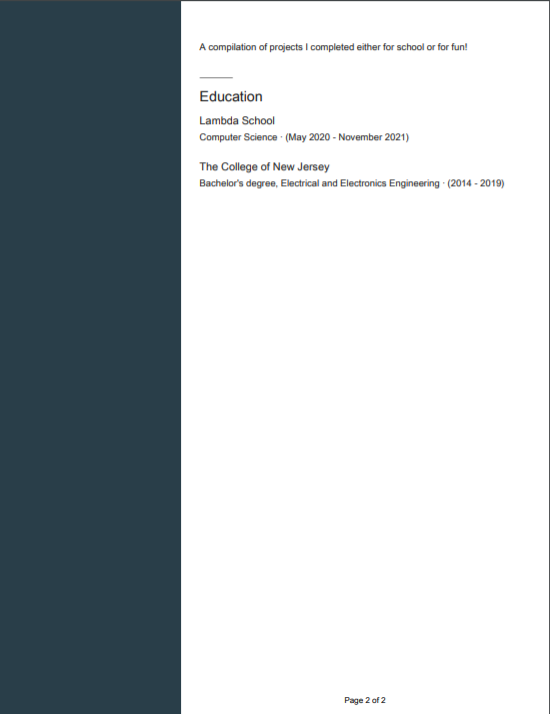 A compilation of projects I completed either for school or for fun!
Education
Lambda School
Computer Science · (May 2020 - November 2021)
The College of New Jersey
Bachelor's degree, Electrical and Electronics Engineering · (2014 - 2019)
Page 2 of 2